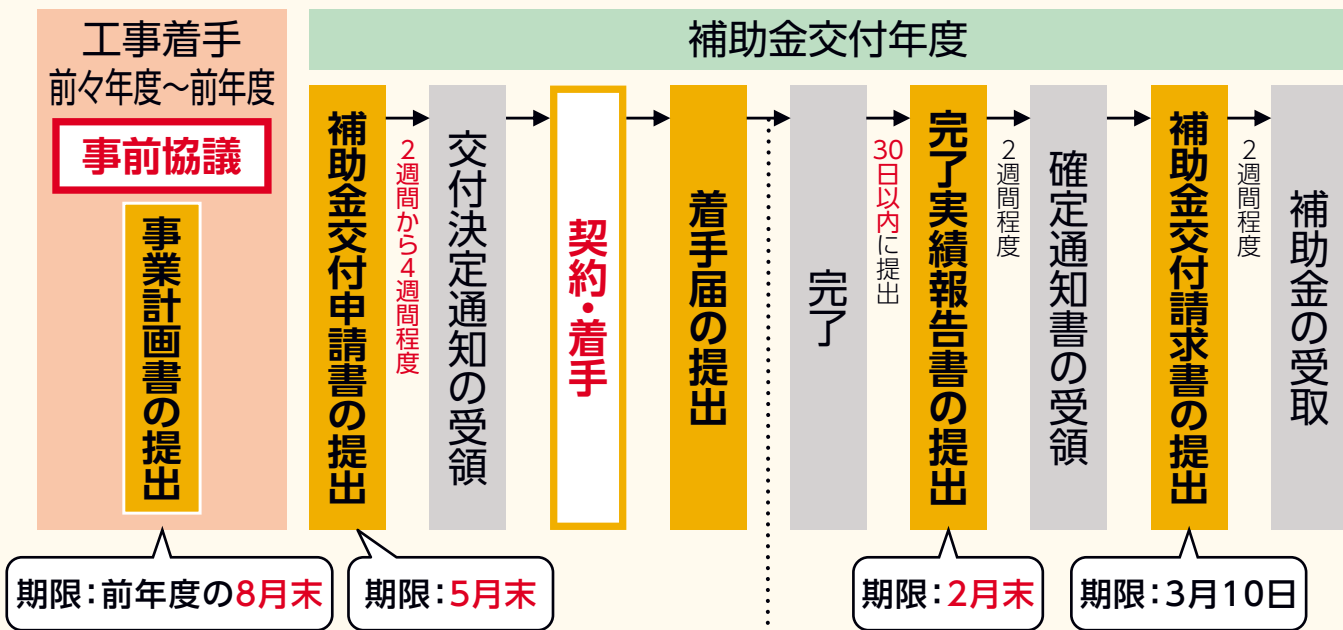 工事着手
前々年度～前年度
事前協議
事業計画書の提出
期限：前年度の8月末
補助金交付年度
補助金交付申請書の提出
期限：5月末
2週間から4週間程度
交付決定通知の受領
契約・着手
着手届の提出
完了
30日以内に提出
完了実績報告書の提出
期限：2月末
2週間程度
確定通知書の受領
補助金交付請求書の提出
期限：3月10日
2週間程度
補助金の受取